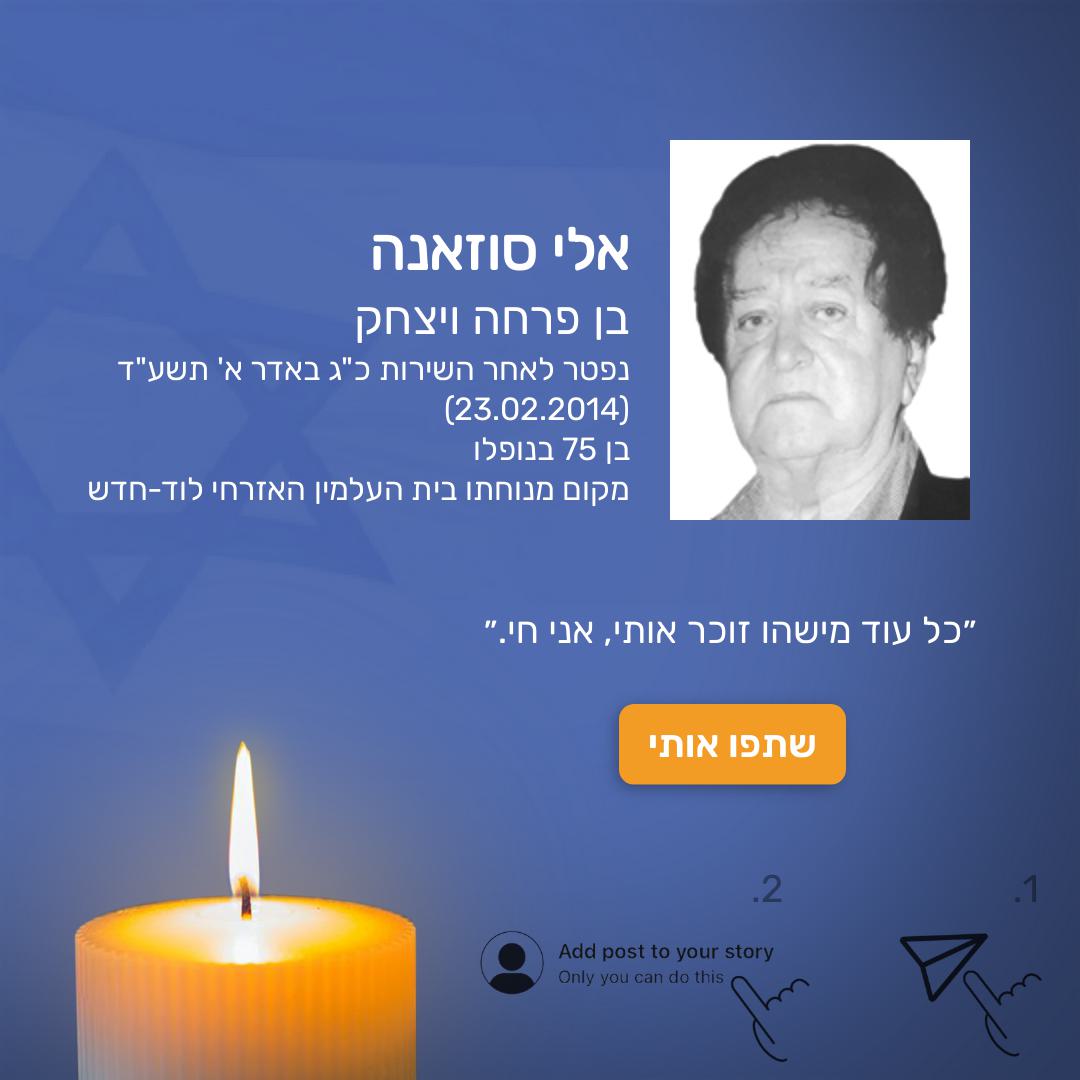 אלי סוזאנה
בן פרחה ויצחק
נפטר לאחר השירות כ"ג באדר א' תשע"ד
(23.02.2014)
בן 75 בנופלו
מקום מנוחתו בית העלמין האזרחי לוד-חדש
״כל עוד מישהו זוכר אותי, אני חי.״
שתפו אותי
1.
2.
Add post to your story
Only you can do this